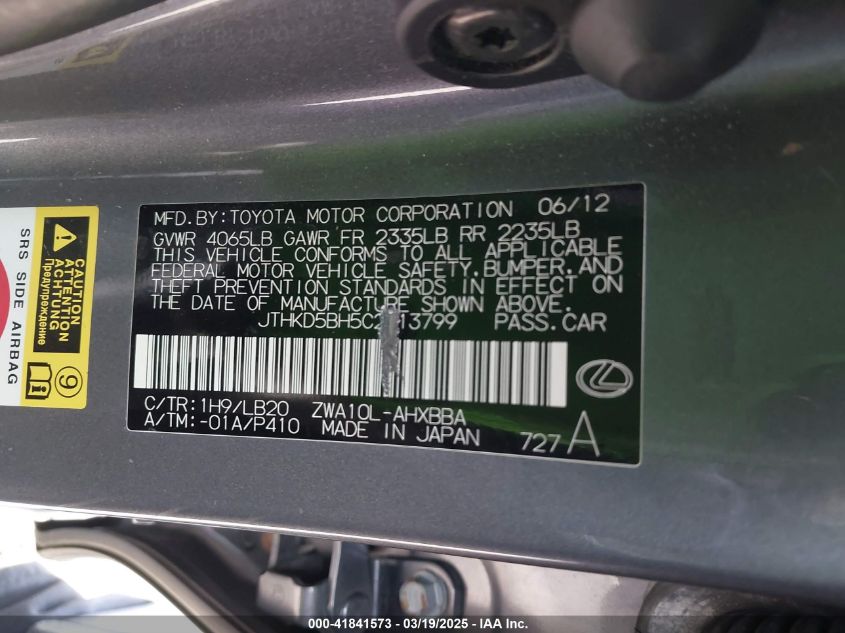 MFD. BY: TOYOTA MOTOR CORPORATION 06/12
GVWR 4065LB GAWR FR 2335LB RR 2235LB
THIS VEHICLE CONFORMS TO ALL APPLICABLE
FEDERAL MOTOR VEHICLE SAFETY, BUMPER, AND
THEFT PREVENTION STANDARDS IN EFFECT ON
THE DATE OF MANUFACTURE SHOWN ABOVE.
PASS.CAR
C/TR: 1H9/LB20 ZWA10L-AHXBBA
A/TM: -01A/P410 MADE IN JAPAN 727 A
CAUTION
ATTENTION
ACHTUNG
Предупреждение
9
SRS SIDE AIRBAG
000-41841573 - 03/19/2025 - IAA Inc.